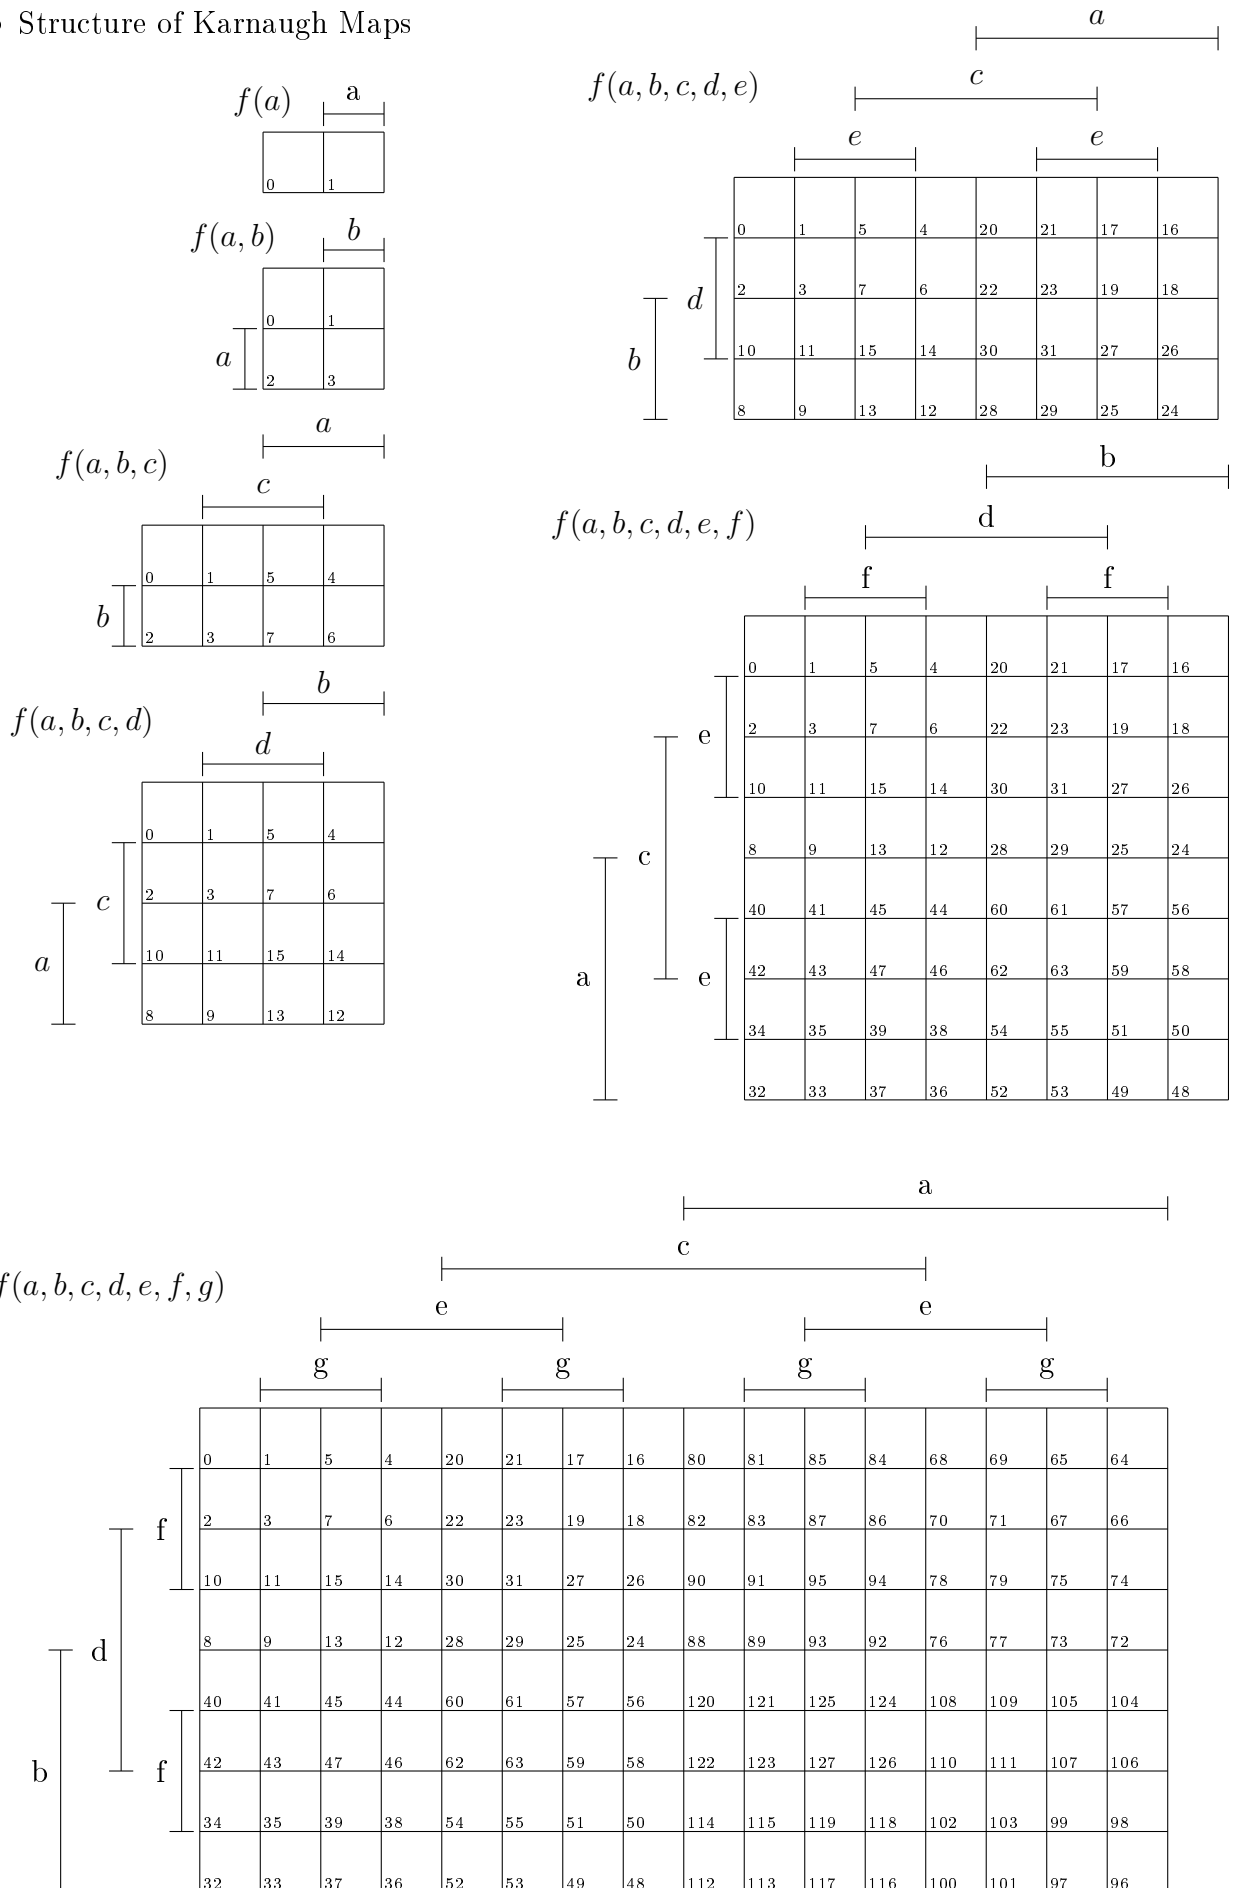 Structure of Karnaugh Maps
f(a)
a
0 1
f(a, b)
b
a
0 1
2 3
f(a, b, c)
a
c
b
0 1 5 4
2 3 7 6
f(a, b, c, d)
b
d
c
a
0 1 5 4
2 3 7 6
10 11 15 14
8 9 13 12
f(a, b, c, d, e)
a
c
e e
d
b
0 1 5 4 20 21 17 16
2 3 7 6 22 23 19 18
10 11 15 14 30 31 27 26
8 9 13 12 28 29 25 24
f(a, b, c, d, e, f)
b
d
f f
e
c
a
e
0 1 5 4 20 21 17 16
2 3 7 6 22 23 19 18
10 11 15 14 30 31 27 26
8 9 13 12 28 29 25 24
40 41 45 44 60 61 57 56
42 43 47 46 62 63 59 58
34 35 39 38 54 55 51 50
32 33 37 36 52 53 49 48
f(a, b, c, d, e, f, g)
a
c
e e
g g g g
f
d
b
f
0 1 5 4 20 21 17 16 80 81 85 84 68 69 65 64
2 3 7 6 22 23 19 18 82 83 87 86 70 71 67 66
10 11 15 14 30 31 27 26 90 91 95 94 78 79 75 74
8 9 13 12 28 29 25 24 88 89 93 92 76 77 73 72
40 41 45 44 60 61 57 56 120 121 125 124 108 109 105 104
42 43 47 46 62 63 59 58 122 123 127 126 110 111 107 106
34 35 39 38 54 55 51 50 114 115 119 118 102 103 99 98
32 33 37 36 52 53 49 48 112 113 117 116 100 101 97 96